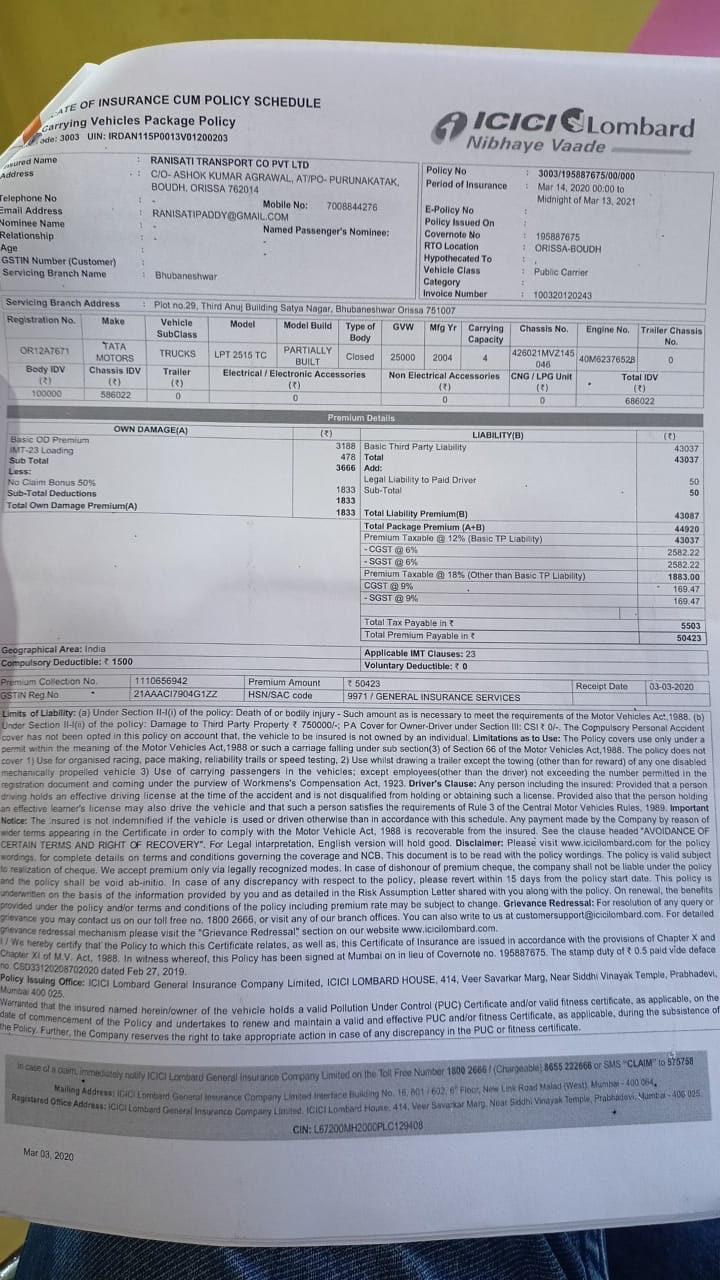 ATE OF INSURANCE CUM POLICY SCHEDULE
Carrying Vehicles Package Policy
ode: 3003 UIN: IRDAN115P0013V01200203
ICICI Lombard
Nibhaye Vaade
nsured Name : RANISATI TRANSPORT CO PVT LTD
Address : C/O- ASHOK KUMAR AGRAWAL, AT/PO- PURUNAKATAK,
BOUDH, ORISSA 762014
Telephone No : - Mobile No: 7008844276
Email Address : RANISATIPADDY@GMAIL.COM
Nominee Name : - Named Passenger's Nominee:
Relationship : - -
Age :
GSTIN Number (Customer) : -
Servicing Branch Name : Bhubaneshwar
Policy No : 3003/195887675/00/000
Period of Insurance : Mar 14, 2020 00:00 to
Midnight of Mar 13, 2021
E-Policy No :
Policy Issued On :
Covernote No : 195887675
RTO Location : ORISSA-BOUDH
Hypothecated To :
Vehicle Class : Public Carrier
Category :
Invoice Number : 100320120243
Servicing Branch Address : Plot no.29, Third Anuj Building Satya Nagar, Bhubaneshwar Orissa 751007
Registration No. Make Vehicle SubClass Model Model Build Type of Body GVW Mfg Yr Carrying Capacity Chassis No. Engine No. Trailer Chassis No.
OR12A7671 TATA MOTORS TRUCKS LPT 2515 TC PARTIALLY BUILT Closed 25000 2004 4 426021MVZ145046 40M62376528 0
Body IDV (₹) Chassis IDV (₹) Trailer (₹) Electrical / Electronic Accessories (₹) Non Electrical Accessories (₹) CNG / LPG Unit (₹) Total IDV (₹)
100000 586022 0 0 0 0 686022
Premium Details
OWN DAMAGE(A) (₹) LIABILITY(B) (₹)
Basic OD Premium 3188 Basic Third Party Liability 43037
IMT-23 Loading 478 Total 43037
Sub Total 3666 Add:
Less: Legal Liability to Paid Driver 50
No Claim Bonus 50% 1833 Sub-Total 50
Sub-Total Deductions 1833
Total Own Damage Premium(A) 1833 Total Liability Premium(B) 43087
Total Package Premium (A+B) 44920
Premium Taxable @ 12% (Basic TP Liability) 43037
- CGST @ 6% 2582.22
- SGST @ 6% 2582.22
Premium Taxable @ 18% (Other than Basic TP Liability) 1883.00
CGST @ 9% 169.47
- SGST @ 9% 169.47
Total Tax Payable in ₹ 5503
Total Premium Payable in ₹ 50423
Geographical Area: India Applicable IMT Clauses: 23
Compulsory Deductible: ₹ 1500 Voluntary Deductible: ₹ 0
Premium Collection No. 1110656942 Premium Amount ₹ 50423 Receipt Date 03-03-2020
GSTIN Reg.No 21AAACI7904G1ZZ HSN/SAC code 9971 / GENERAL INSURANCE SERVICES
Limits of Liability: (a) Under Section II-I(i) of the policy: Death of or bodily injury - Such amount as is necessary to meet the requirements of the Motor Vehicles Act,1988. (b)
Under Section II-I(ii) of the policy: Damage to Third Party Property ₹ 750000/-; PA Cover for Owner-Driver under Section III: CSI ₹ 0/-. The Compulsory Personal Accident
cover has not been opted in this policy on account that, the vehicle to be insured is not owned by an individual. Limitations as to Use: The Policy covers use only under a
permit within the meaning of the Motor Vehicles Act,1988 or such a carriage falling under sub section(3) of Section 66 of the Motor Vehicles Act,1988. The policy does not
cover 1) Use for organised racing, pace making, reliability trails or speed testing, 2) Use whilst drawing a trailer except the towing (other than for reward) of any one disabled
mechanically propelled vehicle 3) Use of carrying passengers in the vehicles; except employees(other than the driver) not exceeding the number permitted in the
registration document and coming under the purview of Workmens's Compensation Act, 1923. Driver's Clause: Any person including the insured: Provided that a person
driving holds an effective driving license at the time of the accident and is not disqualified from holding or obtaining such a license. Provided also that the person holding
an effective learner's license may also drive the vehicle and that such a person satisfies the requirements of Rule 3 of the Central Motor Vehicles Rules, 1989. Important
Notice: The insured is not indemnified if the vehicle is used or driven otherwise than in accordance with this schedule. Any payment made by the Company by reason of
wider terms appearing in the Certificate in order to comply with the Motor Vehicle Act, 1988 is recoverable from the insured. See the clause headed "AVOIDANCE OF
CERTAIN TERMS AND RIGHT OF RECOVERY". For Legal intarpretation, English version will hold good. Disclaimer: Please visit www.icicilombard.com for the policy
wordings, for complete details on terms and conditions governing the coverage and NCB. This document is to be read with the policy wordings. The policy is valid subject
to realization of cheque. We accept premium only via legally recognized modes. In case of dishonour of premium cheque, the company shall not be liable under the policy
and the policy shall be void ab-initio. In case of any discrepancy with respect to the policy, please revert within 15 days from the policy start date. This policy is
underwritten on the basis of the information provided by you and as detailed in the Risk Assumption Letter shared with you along with the policy. On renewal, the benefits
provided under the policy and/or terms and conditions of the policy including premium rate may be subject to change. Grievance Redressal: For resolution of any query or
grievance you may contact us on our toll free no. 1800 2666, or visit any of our branch offices. You can also write to us at customersupport@icicilombard.com. For detailed
grievance redressal mechanism please visit the "Grievance Redressal" section on our website www.icicilombard.com.
I / We hereby certify that the Policy to which this Certificate relates, as well as, this Certificate of Insurance are issued in accordance with the provisions of Chapter X and
Chapter XI of M.V. Act, 1988. In witness whereof, this Policy has been signed at Mumbai on in lieu of Covernote no. 195887675. The stamp duty of ₹ 0.5 paid vide deface
no. CSD33120208702020 dated Feb 27, 2019.
Policy Issuing Office: ICICI Lombard General Insurance Company Limited, ICICI LOMBARD HOUSE, 414, Veer Savarkar Marg, Near Siddhi Vinayak Temple, Prabhadevi,
Mumbai 400 025.
Warranted that the insured named herein/owner of the vehicle holds a valid Pollution Under Control (PUC) Certificate and/or valid fitness certificate, as applicable, on the
date of commencement of the Policy and undertakes to renew and maintain a valid and effective PUC and/or fitness Certificate, as applicable, during the subsistence of
the Policy. Further, the Company reserves the right to take appropriate action in case of any discrepancy in the PUC or fitness certificate.
In case of a claim, immediately notify ICICI Lombard General Insurance Company Limited on the Toll Free Number 1800 2666 / (Chargeable) 8655 222666 or SMS "CLAIM" to 575758
Mailing Address: ICICI Lombard General Insurance Company Limited Interface Building No. 16, 601 / 602, 6° Floor, New Link Road Malad (West), Mumbai - 400 064.
Registered Office Address: ICICI Lombard General Insurance Company Limited, ICICI Lombard House, 414, Veer Savarkar Marg, Near Siddhi Vinayak Temple, Prabhadevi, Mumbai - 400 025.
CIN: L67200MH2000PLC129408
Mar 03, 2020